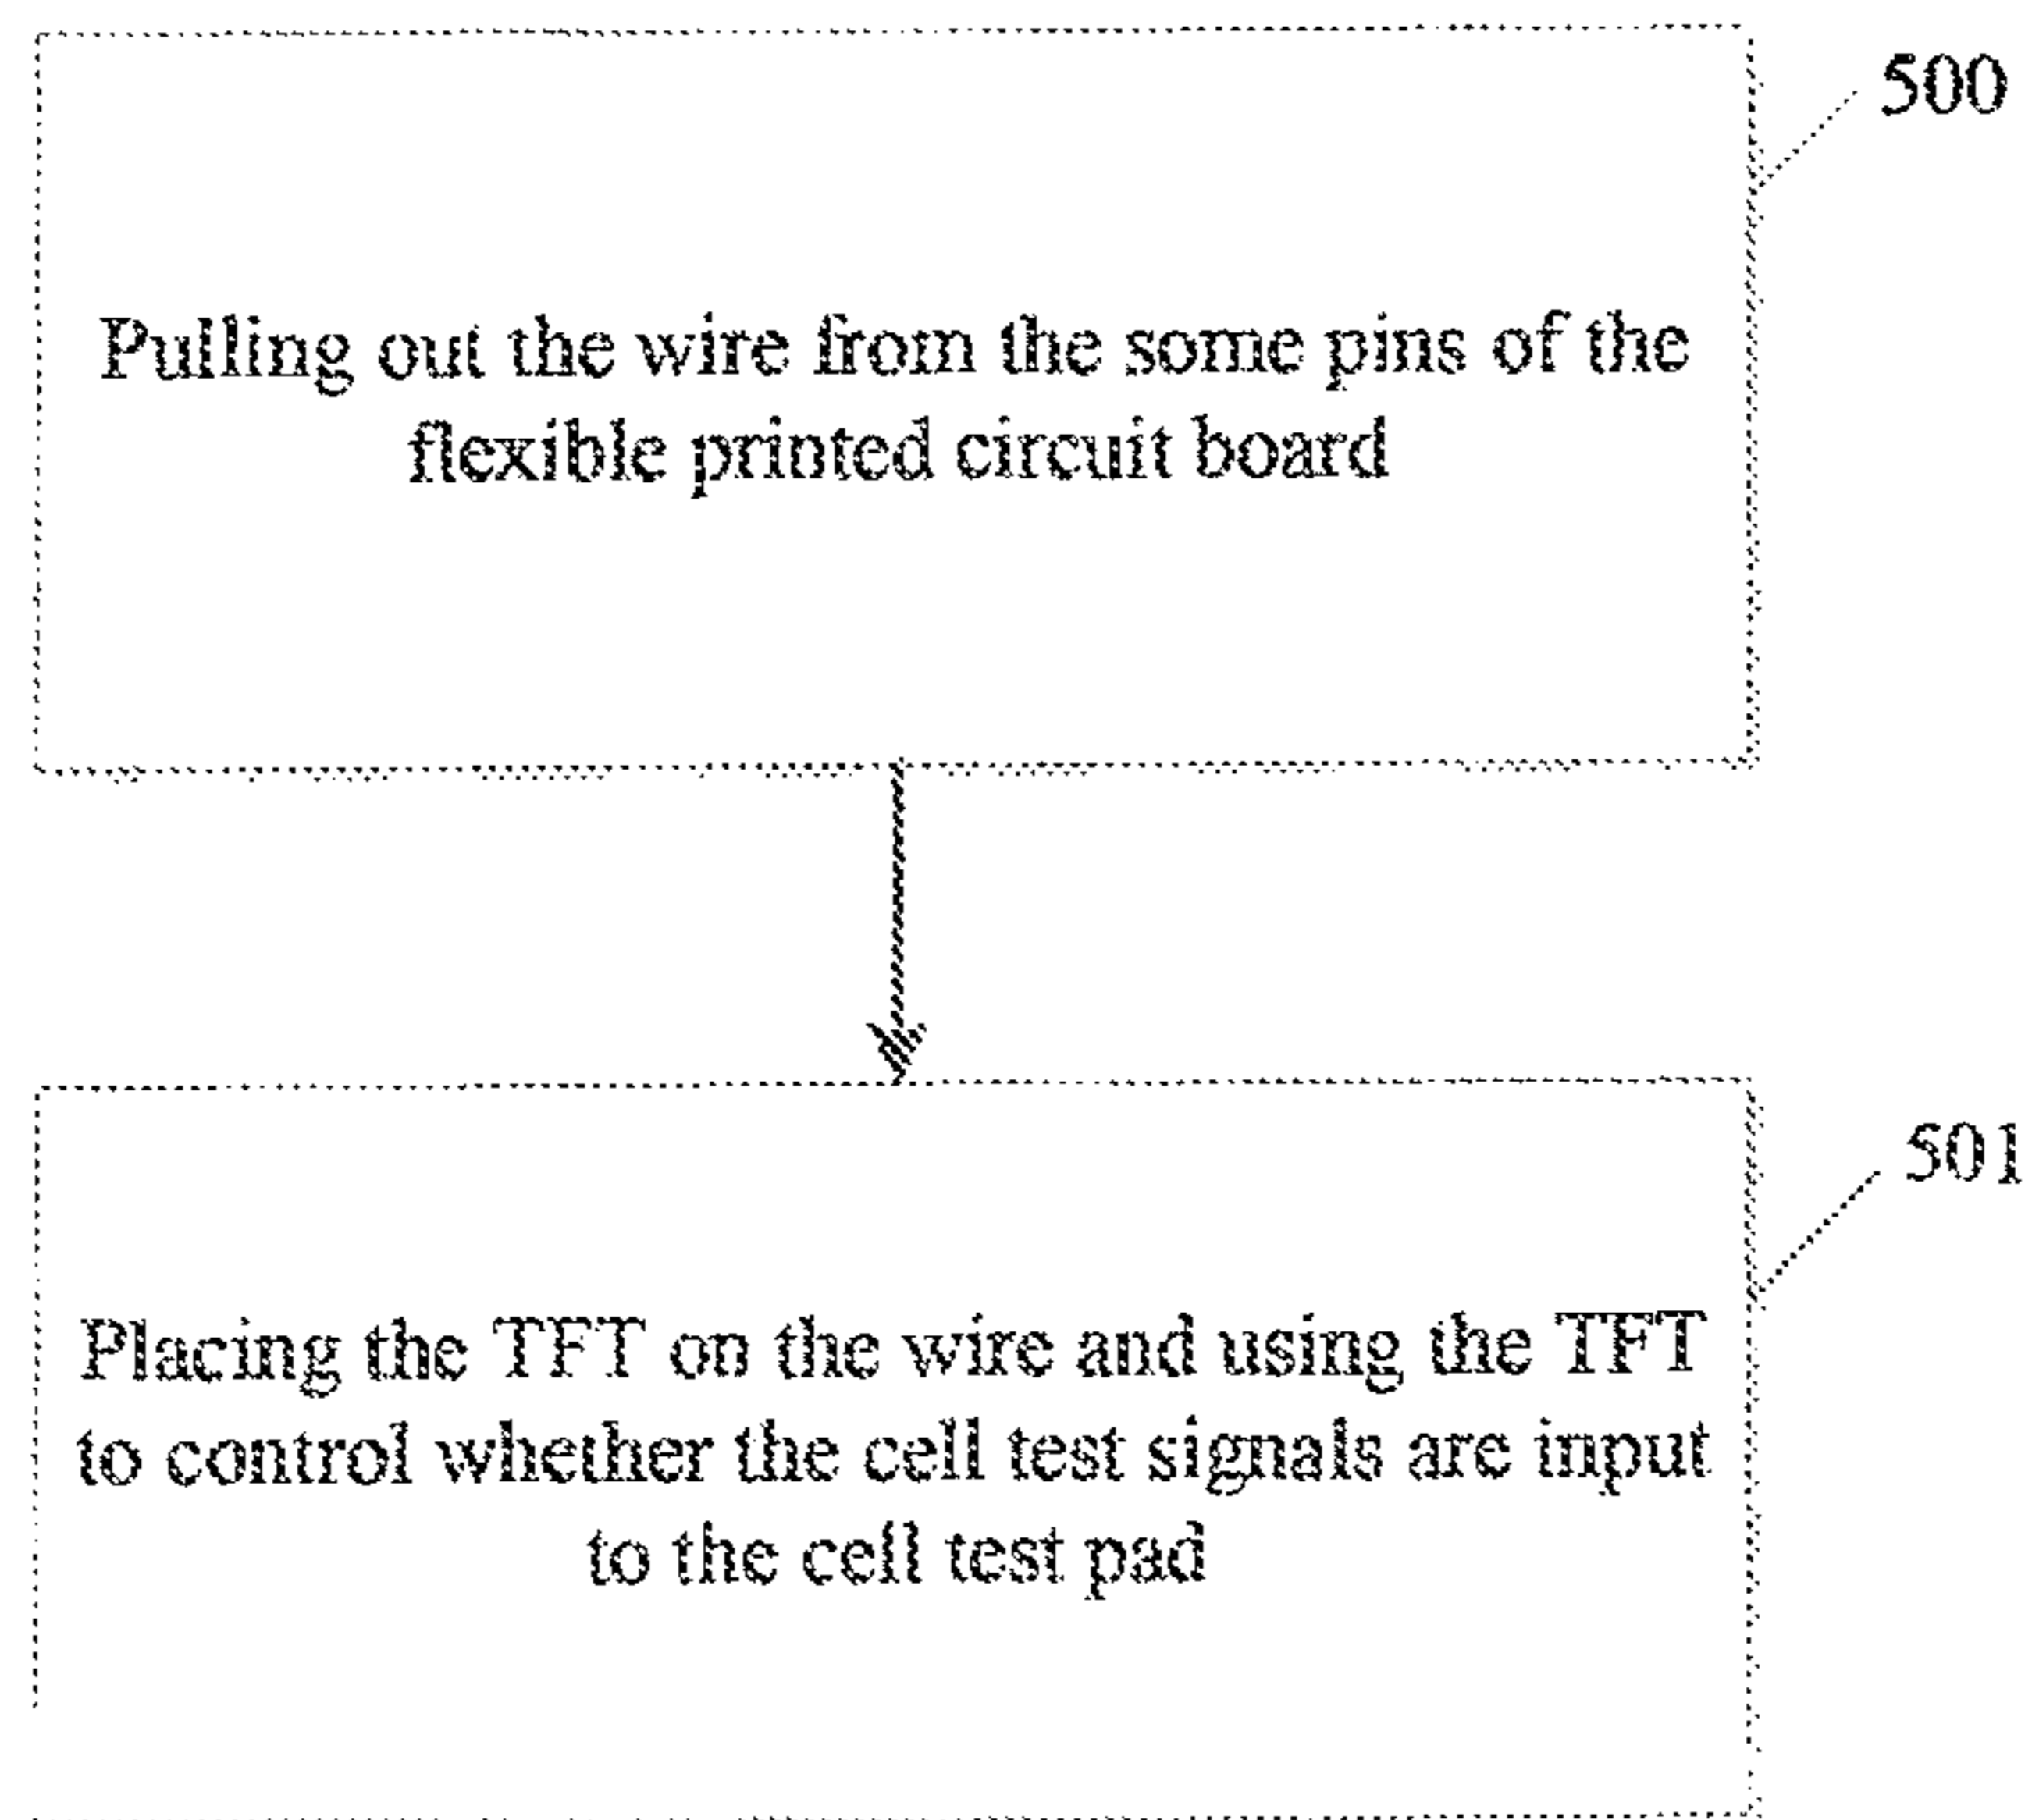 500
Pulling out the wire from the some pins of the
flexible printed circuit board
501
Placing the TFT on the wire and using the TFT
to control whether the cell test signals are input
to the cell test pad